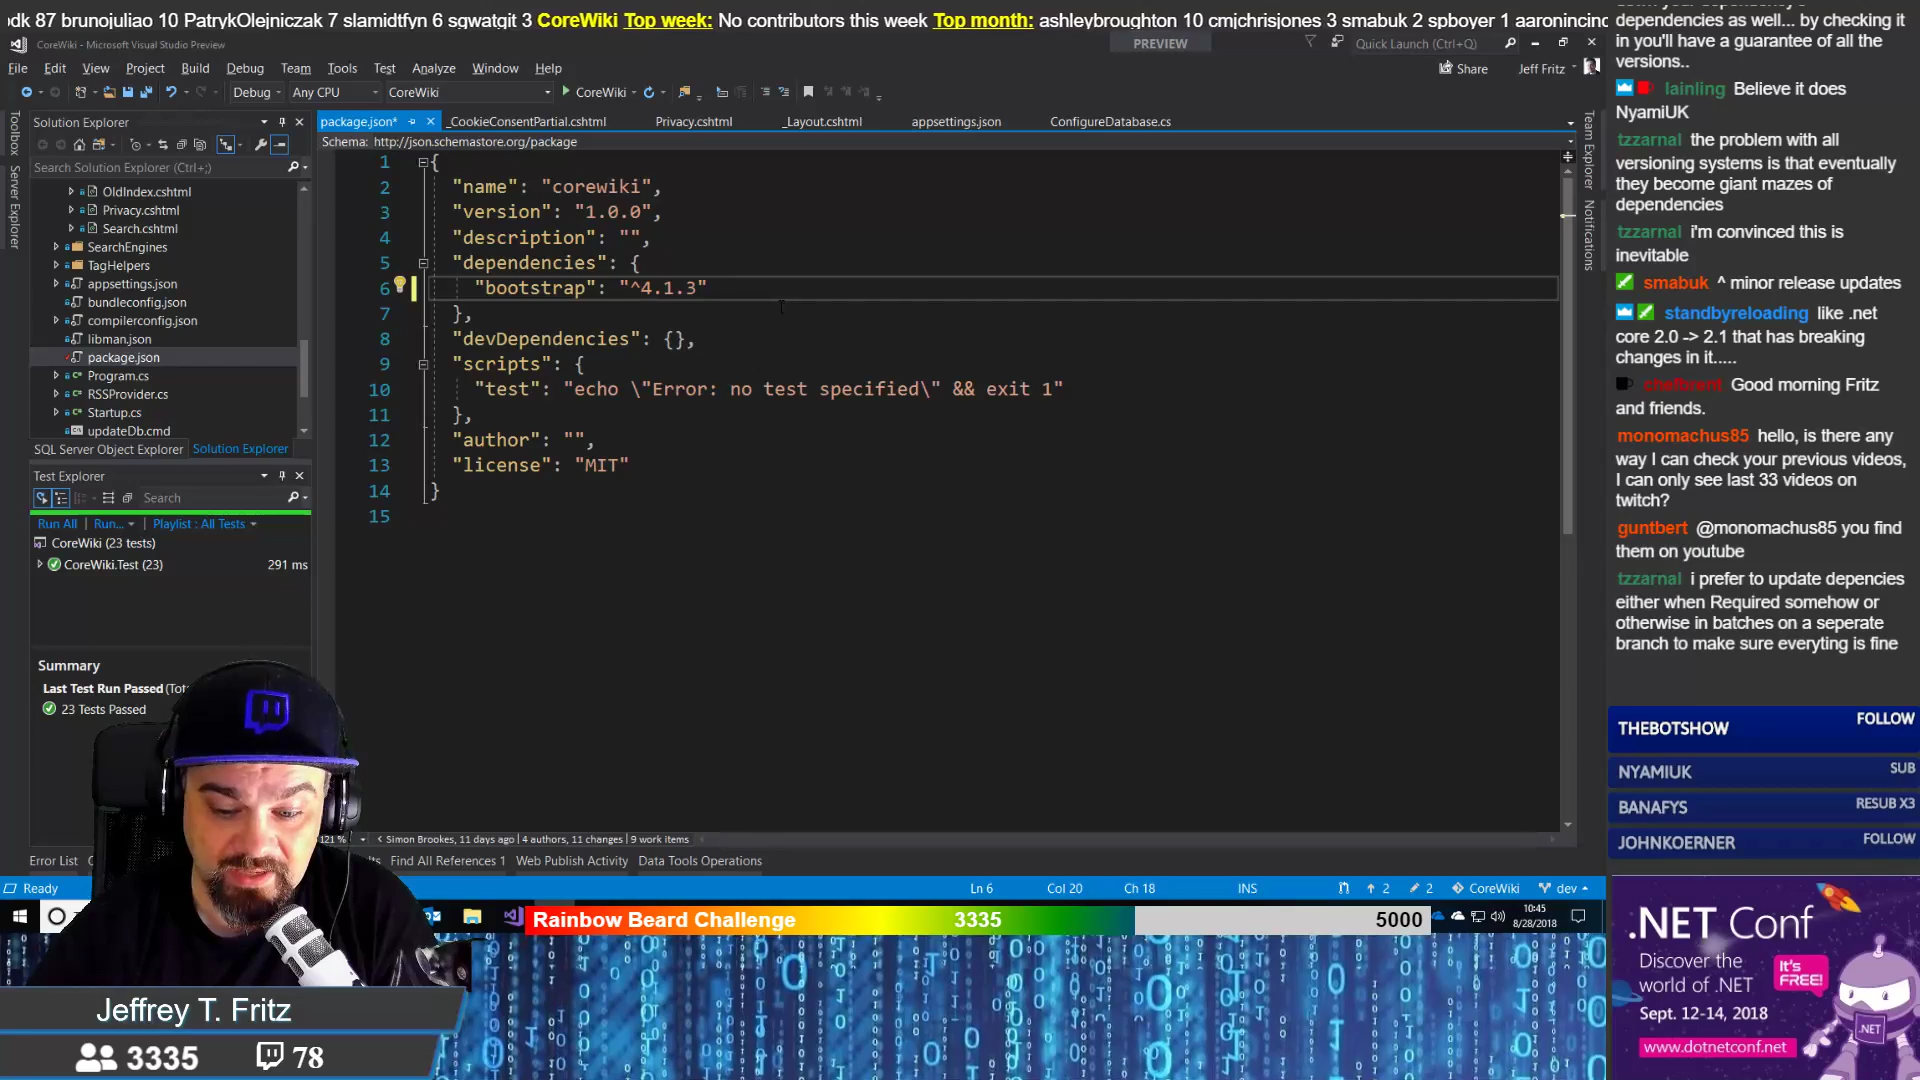 odk 87 brunojuliao 10 PatrykOlejniczak 7 slamidtfyn 6 sgwatgit 3 CoreWiki Top week: No contributors this week Top month: ashleybroughton 10 cmjchrisjones 3 smabuk 2 spboyer 1 aaronincinc
CoreWiki - Microsoft Visual Studio Preview
PREVIEW
Quick Launch (Ctrl+Q)
File Edit View Project Build Debug Team Tools Test Analyze Window Help
Share Jeff Fritz
Debug Any CPU CoreWiki CoreWiki
Toolbox
Server Explorer
Solution Explorer
Search Solution Explorer (Ctrl+;)
OldIndex.cshtml
Privacy.cshtml
Search.cshtml
SearchEngines
TagHelpers
appsettings.json
bundleconfig.json
compilerconfig.json
libman.json
package.json
Program.cs
RSSProvider.cs
Startup.cs
updateDb.cmd
SQL Server Object Explorer Solution Explorer
Test Explorer
Search
Run All Run... Playlist : All Tests
CoreWiki (23 tests)
CoreWiki.Test (23) 291 ms
Summary
Last Test Run Passed
23 Tests Passed
package.json* _CookieConsentPartial.cshtml Privacy.cshtml _Layout.cshtml appsettings.json ConfigureDatabase.cs
Schema: http://json.schemastore.org/package
1 {
2 "name": "corewiki",
3 "version": "1.0.0",
4 "description": "",
5 "dependencies": {
6 "bootstrap": "^4.1.3"
7 },
8 "devDependencies": {},
9 "scripts": {
10 "test": "echo \"Error: no test specified\" && exit 1"
11 },
12 "author": "",
13 "license": "MIT"
14 }
15
121 % Simon Brookes, 11 days ago | 4 authors, 11 changes | 9 work items
Error List Find All References 1 Web Publish Activity Data Tools Operations
Ready Ln 6 Col 20 Ch 18 INS 2 2 CoreWiki dev
Team Explorer
Notifications
Rainbow Beard Challenge 3335 5000
10:45
8/28/2018
Jeffrey T. Fritz
3335 78
dependencies as well... by checking it
in you'll have a guarantee of all the
versions..
lainling Believe it does
NyamiUK
tzzarnal the problem with all
versioning systems is that eventually
they become giant mazes of
dependencies
tzzarnal i'm convinced this is
inevitable
smabuk ^ minor release updates
standbyreloading like .net
core 2.0 -> 2.1 that has breaking
changes in it.....
chefbrent Good morning Fritz
and friends.
monomachus85 hello, is there any
way I can check your previous videos,
I can only see last 33 videos on
twitch?
guntbert @monomachus85 you find
them on youtube
tzzarnal i prefer to update depencies
either when Required somehow or
otherwise in batches on a seperate
branch to make sure everyting is fine
THEBOTSHOW FOLLOW
NYAMIUK SUB
BANAFYS RESUB X3
JOHNKOERNER FOLLOW
.NET Conf
Discover the
world of .NET
It's
FREE!
Sept. 12-14, 2018
www.dotnetconf.net
.NET